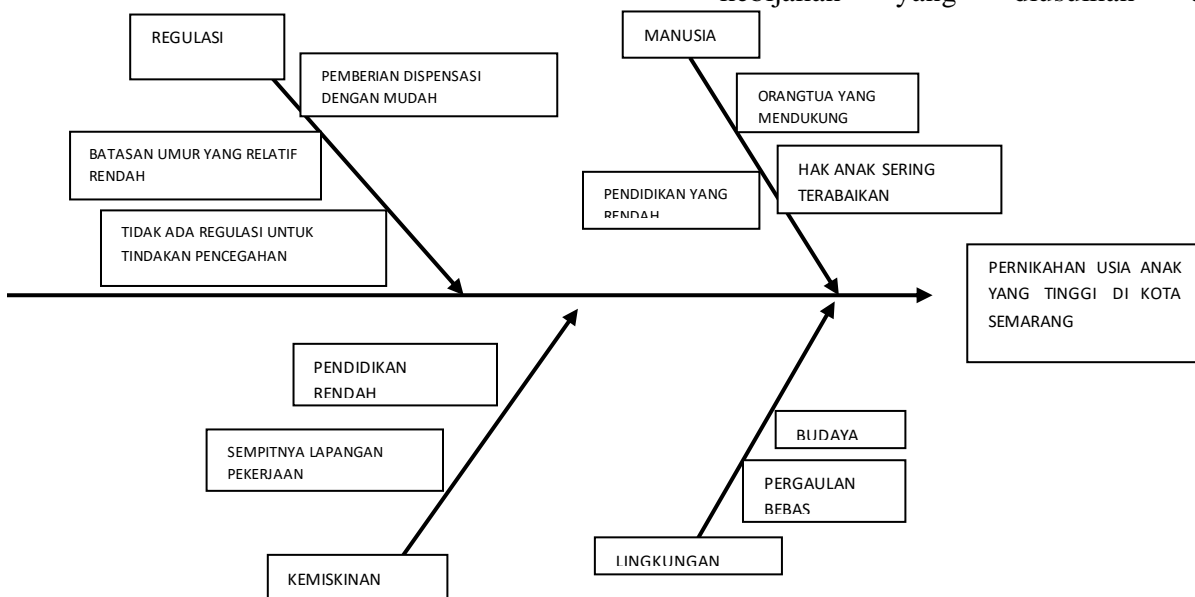 REGULASI
MANUSIA
PEMBERIAN DISPENSASI
DENGAN MUDAH
ORANGTUA YANG
MENDUKUNG
BATASAN UMUR YANG RELATIF
RENDAH
HAK ANAK SERING
TERABAIKAN
PENDIDIKAN YANG
RENDAH
TIDAK ADA REGULASI UNTUK
TINDAKAN PENCEGAHAN
PERNIKAHAN USIA ANAK
YANG TINGGI DI KOTA
SEMARANG
PENDIDIKAN
RENDAH
BUDAYA
SEMPITNYA LAPANGAN
PEKERJAAN
PERGAULAN
BEBAS
LINGKUNGAN
KEMISKINAN